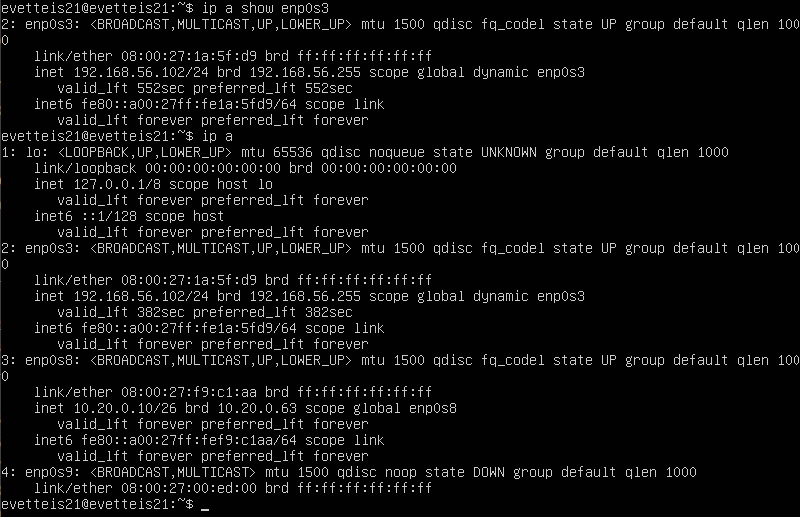 evetteis21@evetteis21:~$ ip a show enp0s3
2: enp0s3: <BROADCAST,MULTICAST,UP,LOWER_UP> mtu 1500 qdisc fq_codel state UP group default qlen 100
0
    link/ether 08:00:27:1a:5f:d9 brd ff:ff:ff:ff:ff:ff
    inet 192.168.56.102/24 brd 192.168.56.255 scope global dynamic enp0s3
       valid_lft 552sec preferred_lft 552sec
    inet6 fe80::a00:27ff:fe1a:5fd9/64 scope link
       valid_lft forever preferred_lft forever
evetteis21@evetteis21:~$ ip a
1: lo: <LOOPBACK,UP,LOWER_UP> mtu 65536 qdisc noqueue state UNKNOWN group default qlen 1000
    link/loopback 00:00:00:00:00:00 brd 00:00:00:00:00:00
    inet 127.0.0.1/8 scope host lo
       valid_lft forever preferred_lft forever
    inet6 ::1/128 scope host
       valid_lft forever preferred_lft forever
2: enp0s3: <BROADCAST,MULTICAST,UP,LOWER_UP> mtu 1500 qdisc fq_codel state UP group default qlen 100
0
    link/ether 08:00:27:1a:5f:d9 brd ff:ff:ff:ff:ff:ff
    inet 192.168.56.102/24 brd 192.168.56.255 scope global dynamic enp0s3
       valid_lft 382sec preferred_lft 382sec
    inet6 fe80::a00:27ff:fe1a:5fd9/64 scope link
       valid_lft forever preferred_lft forever
3: enp0s8: <BROADCAST,MULTICAST,UP,LOWER_UP> mtu 1500 qdisc fq_codel state UP group default qlen 100
0
    link/ether 08:00:27:f9:c1:aa brd ff:ff:ff:ff:ff:ff
    inet 10.20.0.10/26 brd 10.20.0.63 scope global enp0s8
       valid_lft forever preferred_lft forever
    inet6 fe80::a00:27ff:fef9:c1aa/64 scope link
       valid_lft forever preferred_lft forever
4: enp0s9: <BROADCAST,MULTICAST> mtu 1500 qdisc noop state DOWN group default qlen 1000
    link/ether 08:00:27:00:ed:00 brd ff:ff:ff:ff:ff:ff
evetteis21@evetteis21:~$ _